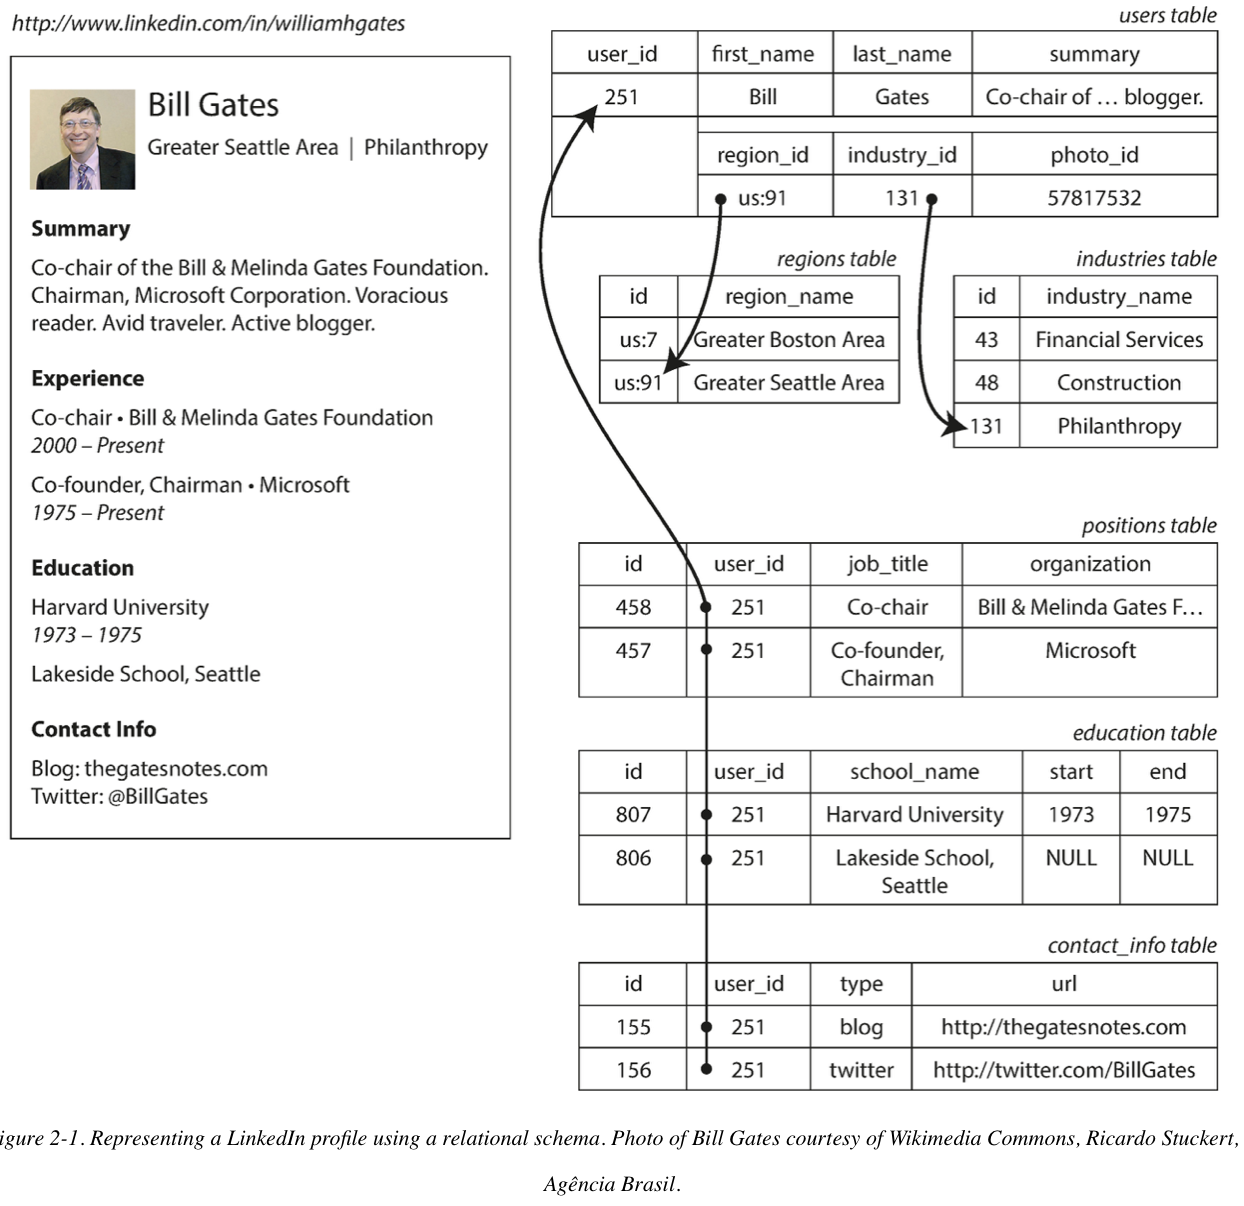 http://www.linkedin.com/in/williamhgates
Bill Gates
Greater Seattle Area | Philanthropy
Summary
Co-chair of the Bill & Melinda Gates Foundation.
Chairman, Microsoft Corporation. Voracious
reader. Avid traveler. Active blogger.
Experience
Co-chair • Bill & Melinda Gates Foundation
2000 – Present
Co-founder, Chairman • Microsoft
1975 – Present
Education
Harvard University
1973 – 1975
Lakeside School, Seattle
Contact Info
Blog: thegatesnotes.com
Twitter: @BillGates
users table
user_id first_name last_name summary
251 Bill Gates Co-chair of … blogger.
region_id industry_id photo_id
us:91 131 57817532
regions table
id region_name
us:7 Greater Boston Area
us:91 Greater Seattle Area
industries table
id industry_name
43 Financial Services
48 Construction
131 Philanthropy
positions table
id user_id job_title organization
458 251 Co-chair Bill & Melinda Gates F…
457 251 Co-founder, Microsoft
Chairman
education table
id user_id school_name start end
807 251 Harvard University 1973 1975
806 251 Lakeside School, NULL NULL
Seattle
contact_info table
id user_id type url
155 251 blog http://thegatesnotes.com
156 251 twitter http://twitter.com/BillGates
igure 2-1. Representing a LinkedIn profile using a relational schema. Photo of Bill Gates courtesy of Wikimedia Commons, Ricardo Stuckert,
Agência Brasil.